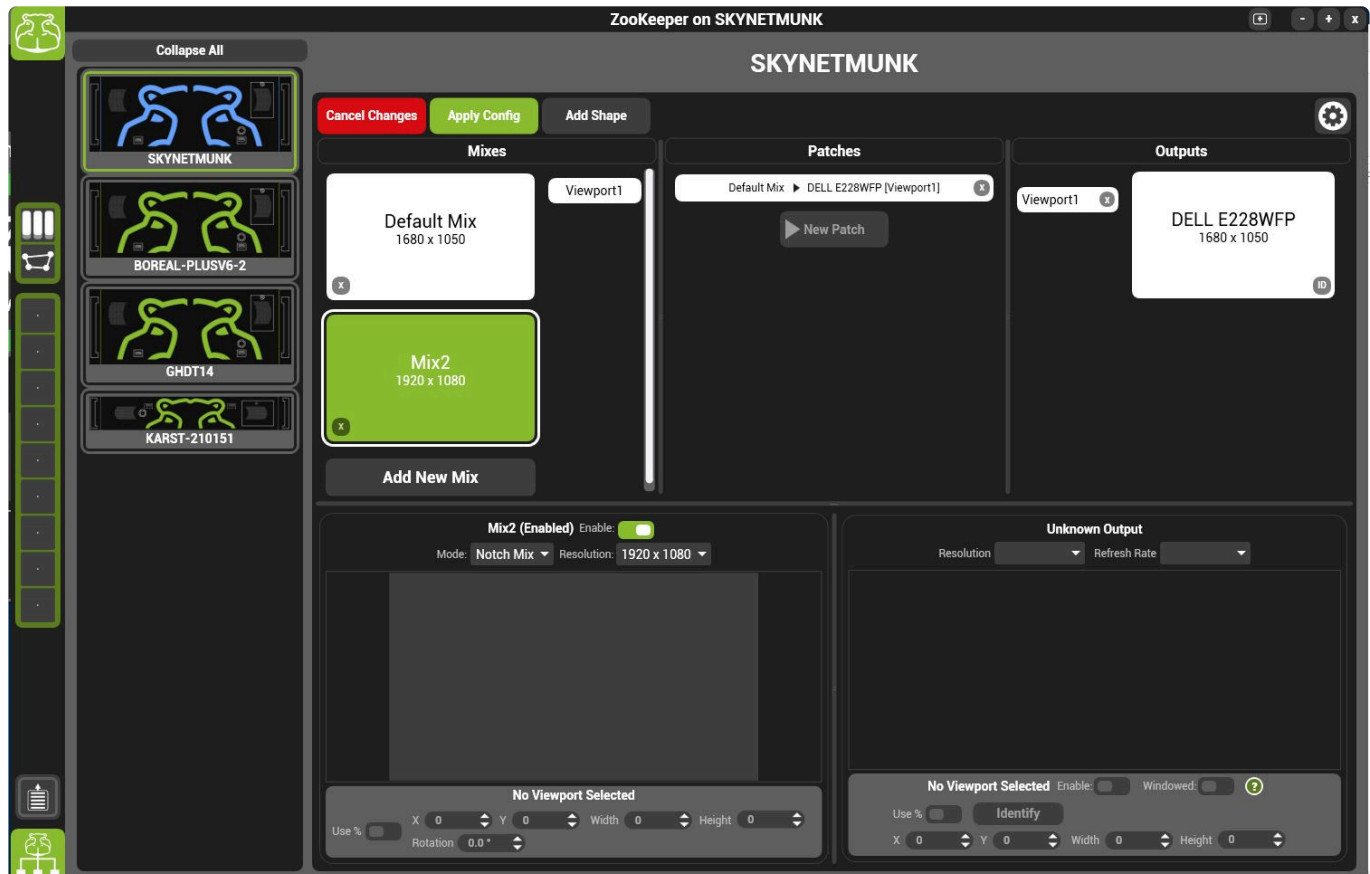 ZooKeeper on SKYNETMUNK
- + x
Collapse All
SKYNETMUNK
BOREAL-PLUSV6-2
GHDT14
KARST-210151
SKYNETMUNK
Cancel Changes Apply Config Add Shape
Mixes Patches Outputs
Default Mix
1680 x 1050
X
Viewport1
Mix2
1920 x 1080
X
Add New Mix
Default Mix ▶ DELL E228WFP [Viewport1] X
New Patch
Viewport1 X
DELL E228WFP
1680 x 1050
ID
Mix2 (Enabled) Enable:
Mode: Notch Mix Resolution: 1920 x 1080
No Viewport Selected
Use % X 0 Y 0 Width 0 Height 0
Rotation 0.0 °
Unknown Output
Resolution Refresh Rate
No Viewport Selected Enable: Windowed: ?
Use % Identify
X 0 Y 0 Width 0 Height 0